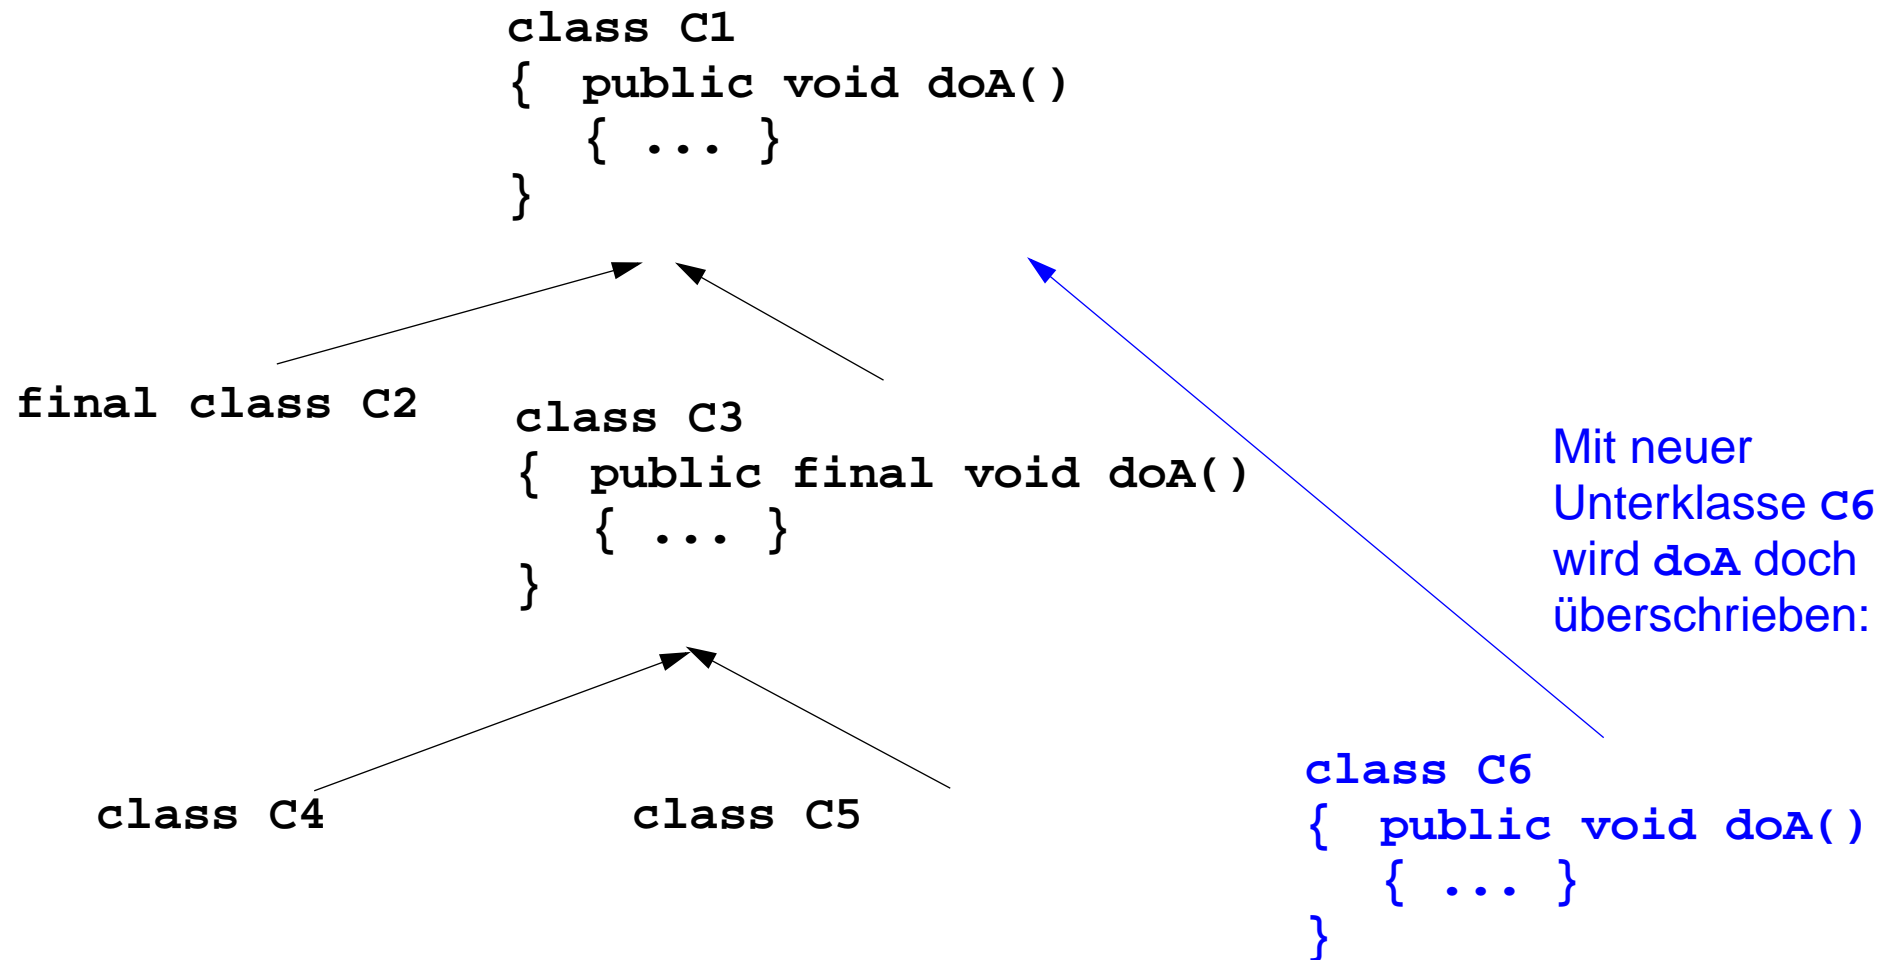 class C1
{ public void doA()
{ ... }
}
final class C2
class C3
{ public final void doA()
{ ... }
}
Mit neuer
Unterklasse C6
wird doA doch
überschrieben:
class C4
class C5
class C6
{ public void doA()
{ ... }
}